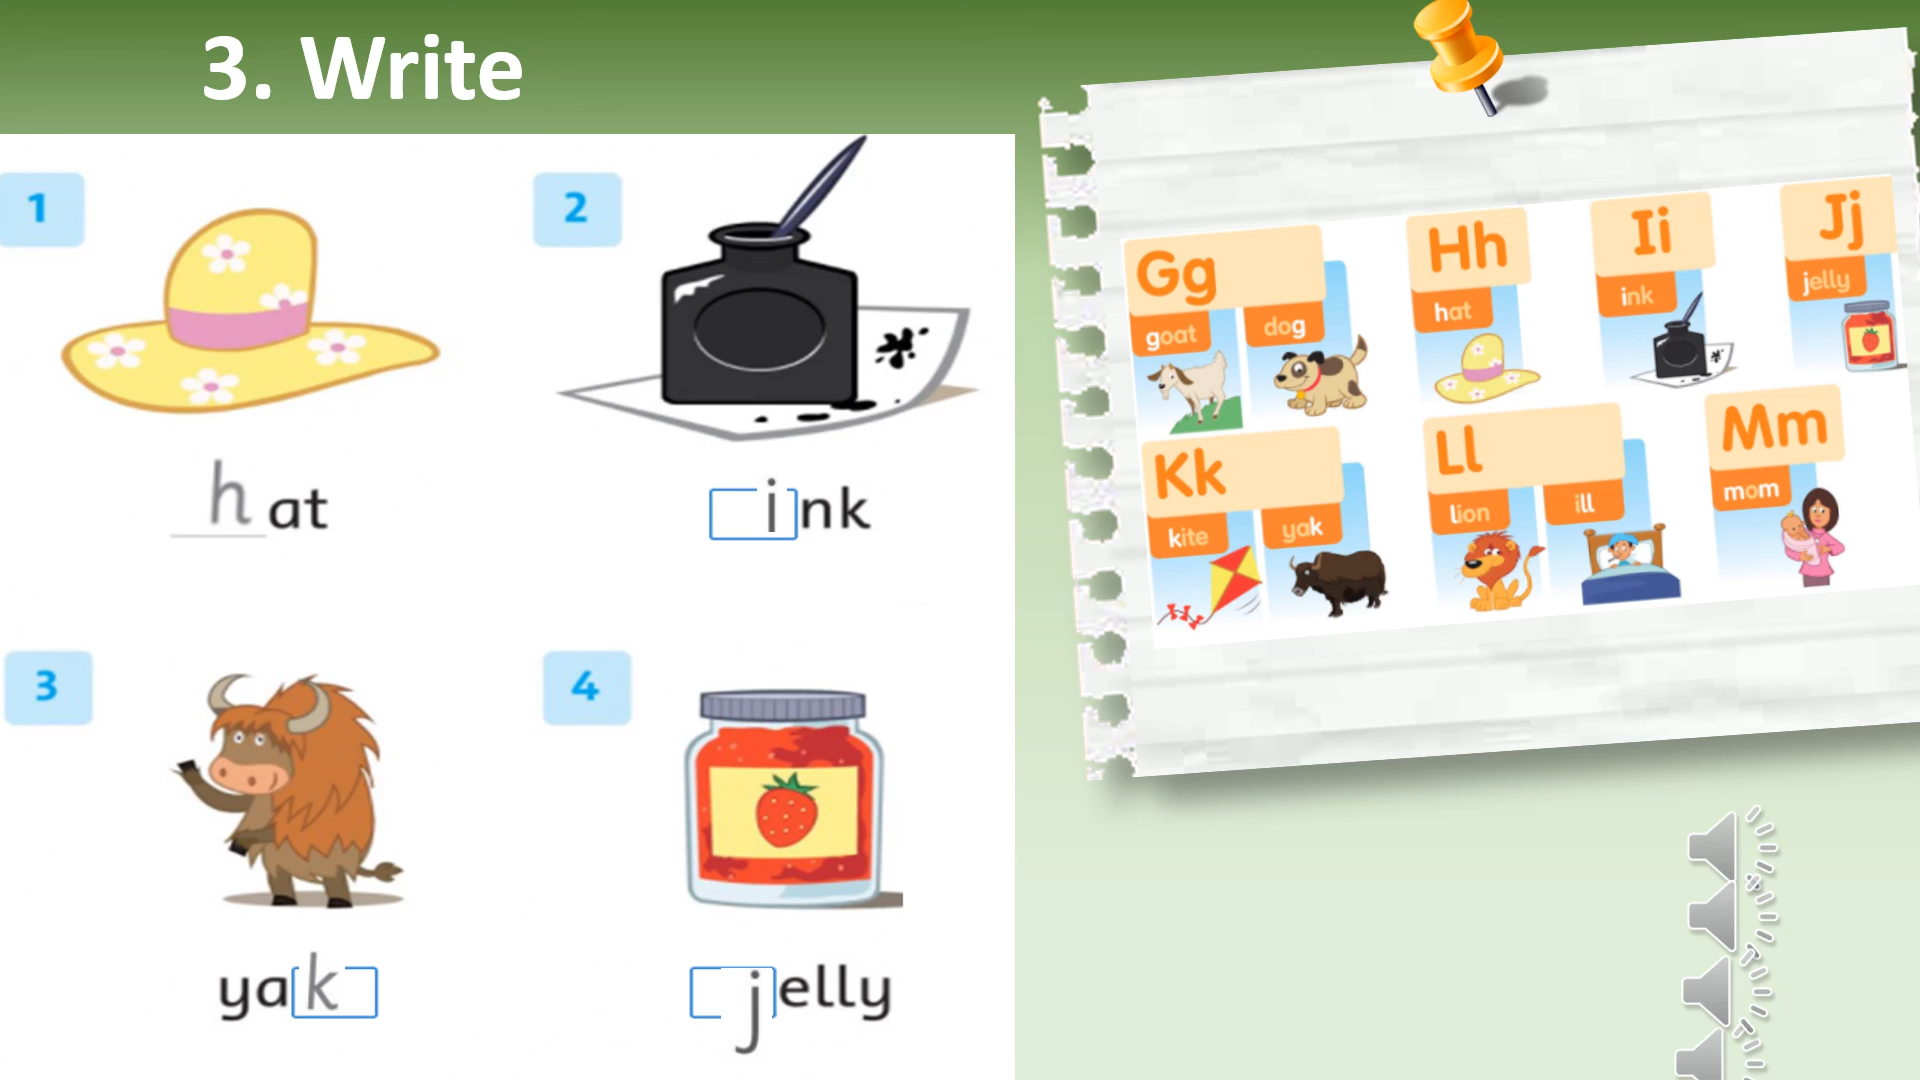 3. Write
1
hat
2
ink
3
yak
4
jelly
Gg
goat
dog
Hh
hat
Ii
ink
Jj
jelly
Kk
kite
yak
Ll
lion
ill
Mm
mom